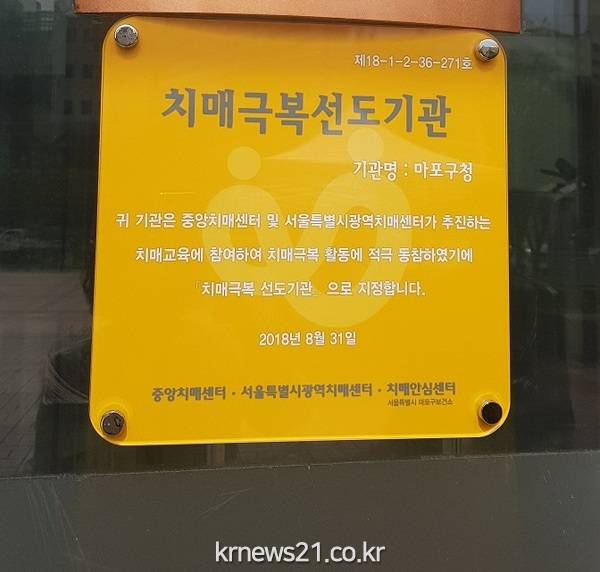 제18-1-2-36-271호
치매극복선도기관
기관명 : 마포구청
귀 기관은 중앙치매센터 및 서울특별시광역치매센터가 추진하는
치매교육에 참여하여 치매극복 활동에 적극 동참하였기에
「치매극복 선도기관」 으로 지정합니다.
2018년 8월 31일
중앙치매센터 · 서울특별시광역치매센터 · 치매안심센터
서울특별시 마포구보건소
krnews21.co.kr